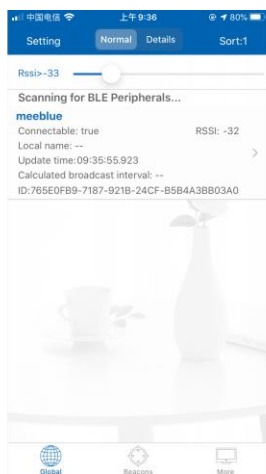 中国电信 上午9:36 80%
Setting Normal Details Sort:1
Rssi>-33
Scanning for BLE Peripherals...
meeblue
Connectable: true RSSI: -32
Local name: --
Update time:09:35:55.923
Calculated broadcast interval: --
ID:765E0FB9-7187-921B-24CF-B5B4A3BB03A0
Global Beacons More